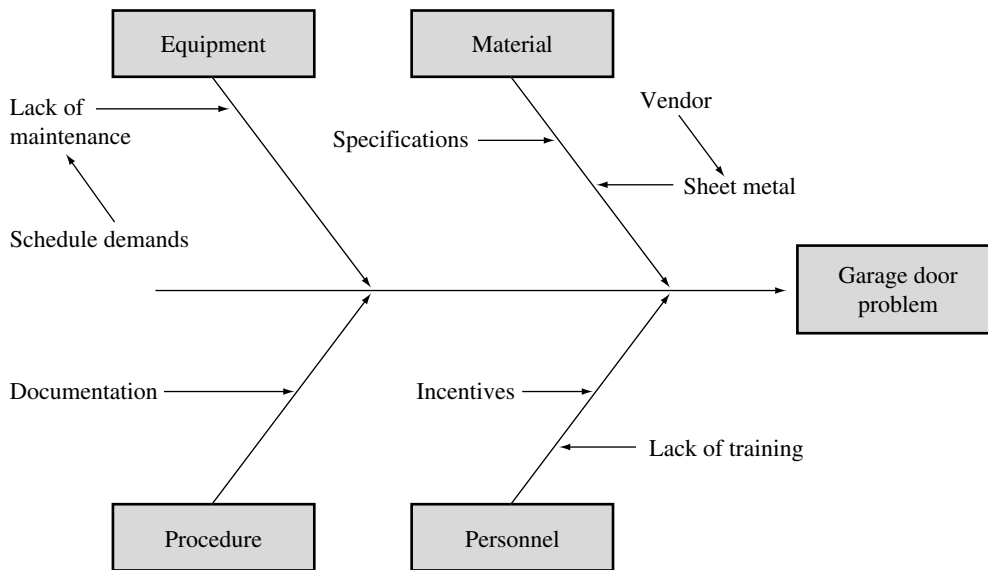 Equipment
Material
Lack of
maintenance
Vendor
Specifications
Sheet metal
Schedule demands
Garage door
problem
Documentation
Incentives
Lack of training
Procedure
Personnel